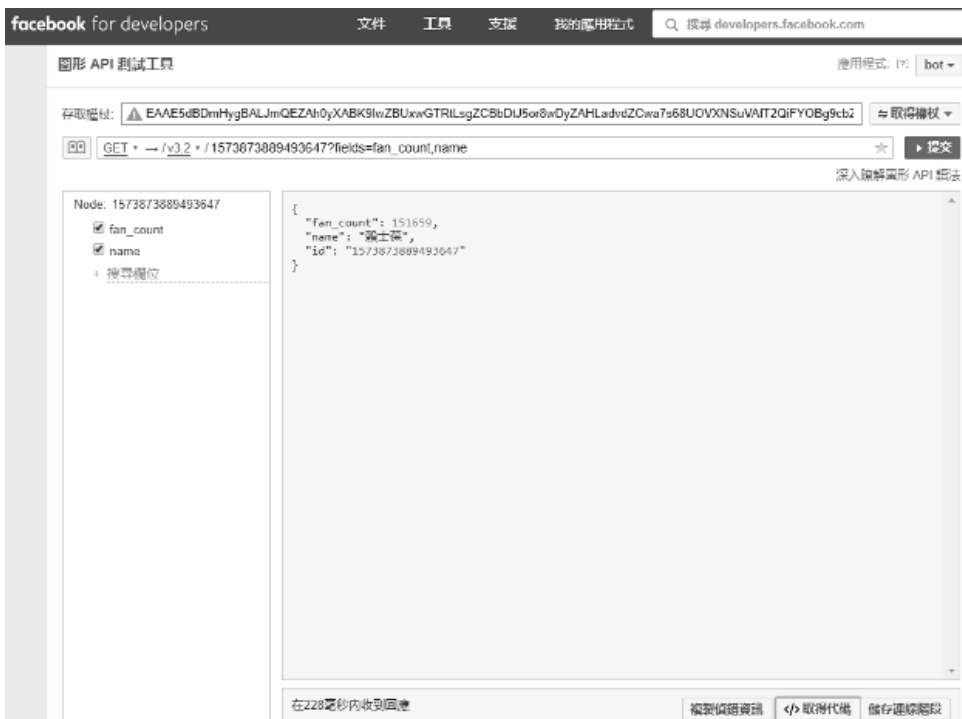 facebook for developers 文件 工具 支援 我的應用程式 搜尋 developers.facebook.com
圖形 API 測試工具 應用程式: [?] bot
存取權杖: 取得權杖
GET → /v3.2 /1573873889493647?fields=fan_count,name 提交
深入瞭解圖形 API 語法
Node: 1573873889493647
fan_count
name
+ 搜尋欄位
{
"fan_count": 151659,
"name":
"id": "1573873889493647"
}
在228毫秒內收到回應 複製偵錯資訊 </> 取得代碼 儲存連線階段